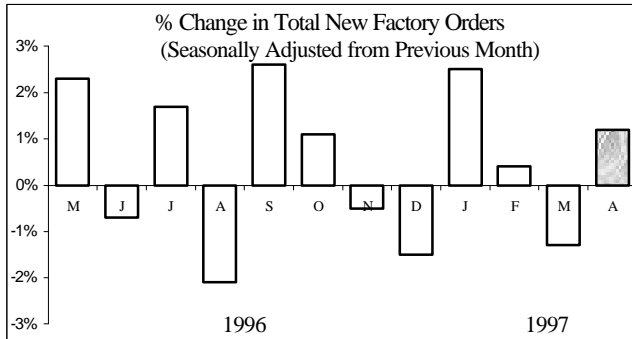 % Change in Total New Factory Orders
(Seasonally Adjusted from Previous Month)
3%
2%
1%
0%
-1%
-2%
-3%
M J J A S O N D J F M A
1996 1997